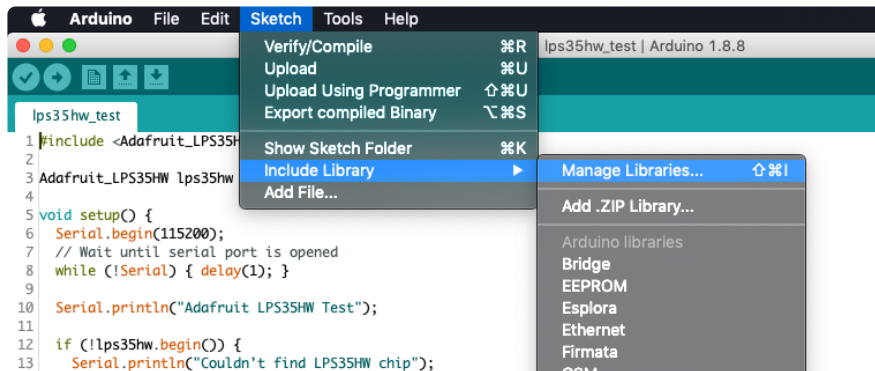 Arduino File Edit Sketch Tools Help
lps35hw_test | Arduino 1.8.8
Verify/Compile ⌘R
Upload ⌘U
Upload Using Programmer ⇧⌘U
Export compiled Binary ⌥⌘S
Show Sketch Folder ⌘K
Include Library ▶
Add File...
Manage Libraries... ⇧⌘I
Add .ZIP Library...
Arduino libraries
Bridge
EEPROM
Esplora
Ethernet
Firmata
lps35hw_test
1 #include <Adafruit_LPS35H
2
3 Adafruit_LPS35HW lps35hw
4
5 void setup() {
6 Serial.begin(115200);
7 // Wait until serial port is opened
8 while (!Serial) { delay(1); }
9
10 Serial.println("Adafruit LPS35HW Test");
11
12 if (!lps35hw.begin()) {
13 Serial.println("Couldn't find LPS35HW chip");